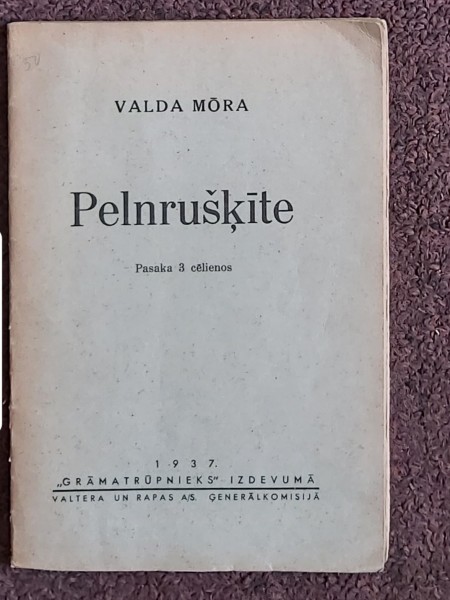 VALDA MŌRA
Pelnrušķīte
Pasaka 3 cēlienos
1937.
„GRĀMATRŪPNIEKS" IZDEVUMĀ
VALTERA UN RAPAS A/S. ĢENERĀLKOMISIJĀ